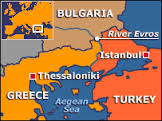 BULGARIA
River Evros
Istanbul
Thessaloniki
GREECE
Aegean
Sea
TURKEY